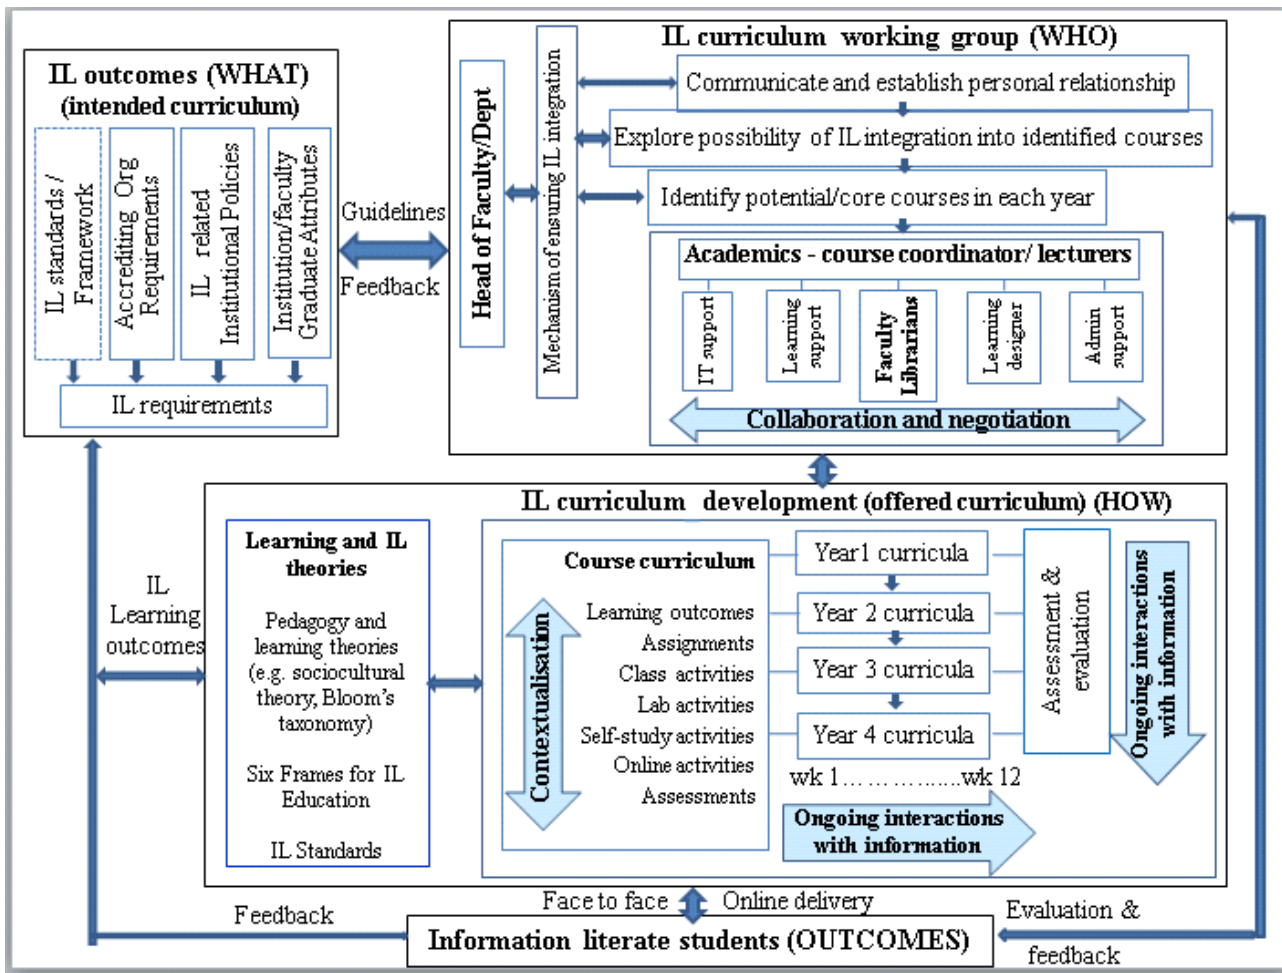 IL outcomes (WHAT)
(intended curriculum)
IL standards /
Framework
Accrediting Org
Requirements
IL related
Institutional Policies
Institution/faculty
Graduate Attributes
IL requirements
Guidelines
Feedback
IL curriculum working group (WHO)
Head of Faculty/Dept
Mechanism of ensuring IL integration
Communicate and establish personal relationship
Explore possibility of IL integration into identified courses
Identify potential/core courses in each year
Academics - course coordinator/ lecturers
IT support
Learning
support
Faculty
Librarians
Learning
designer
Admin
support
Collaboration and negotiation
IL curriculum development (offered curriculum) (HOW)
IL
Learning
outcomes
Learning and IL
theories
Pedagogy and
learning theories
(e.g. sociocultural
theory, Bloom's
taxonomy)
Six Frames for IL
Education
IL Standards
Course curriculum
Contextualisation
Learning outcomes
Assignments
Class activities
Lab activities
Self-study activities
Online activities
Assessments
Year1 curricula
Year 2 curricula
Year 3 curricula
Year 4 curricula
wk 1………….....wk 12
Ongoing interactions
with information
Assessment &
evaluation
Ongoing interactions
with information
Face to face
Online delivery
Feedback
Information literate students (OUTCOMES)
Evaluation &
feedback